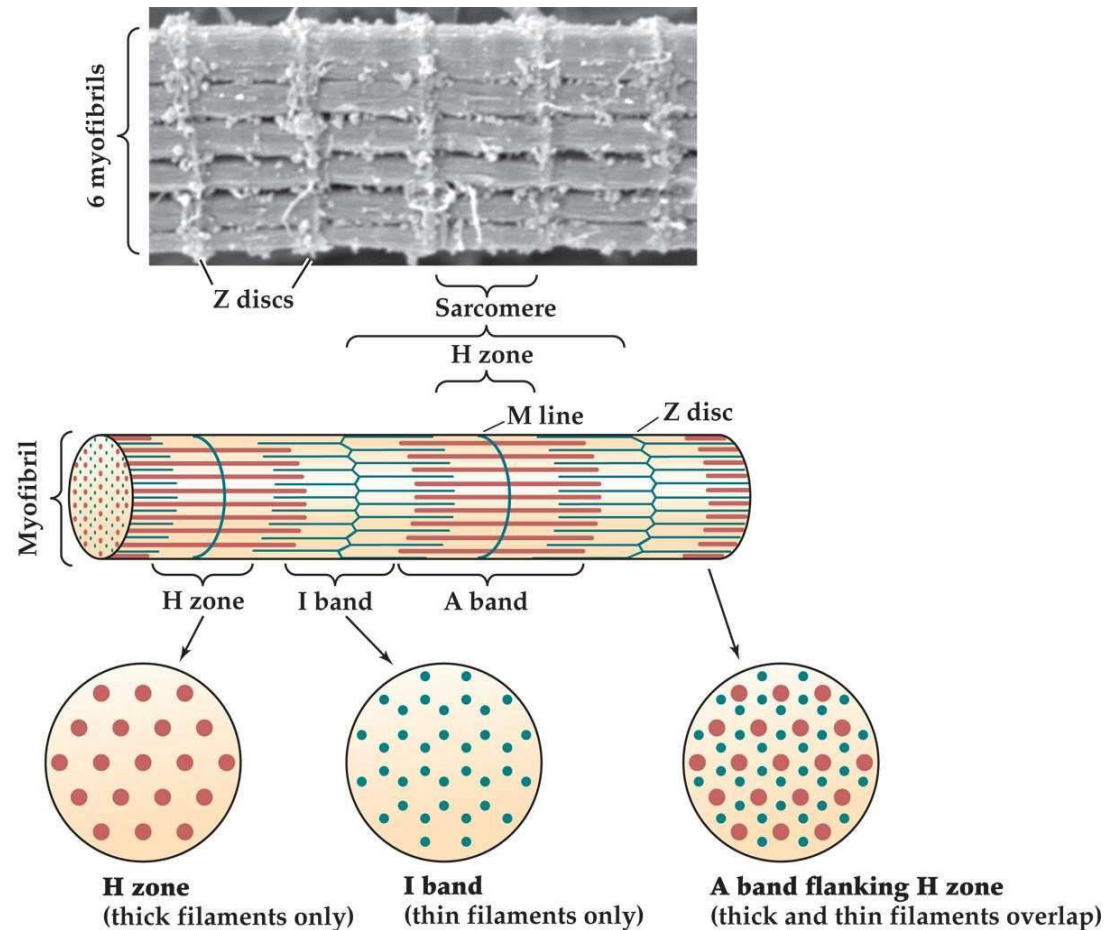 6 myofibrils
Z discs
Sarcomere
H zone
M line
Z disc
Myofibril
H zone
I band
A band
H zone
(thick filaments only)
I band
(thin filaments only)
A band flanking H zone
(thick and thin filaments overlap)